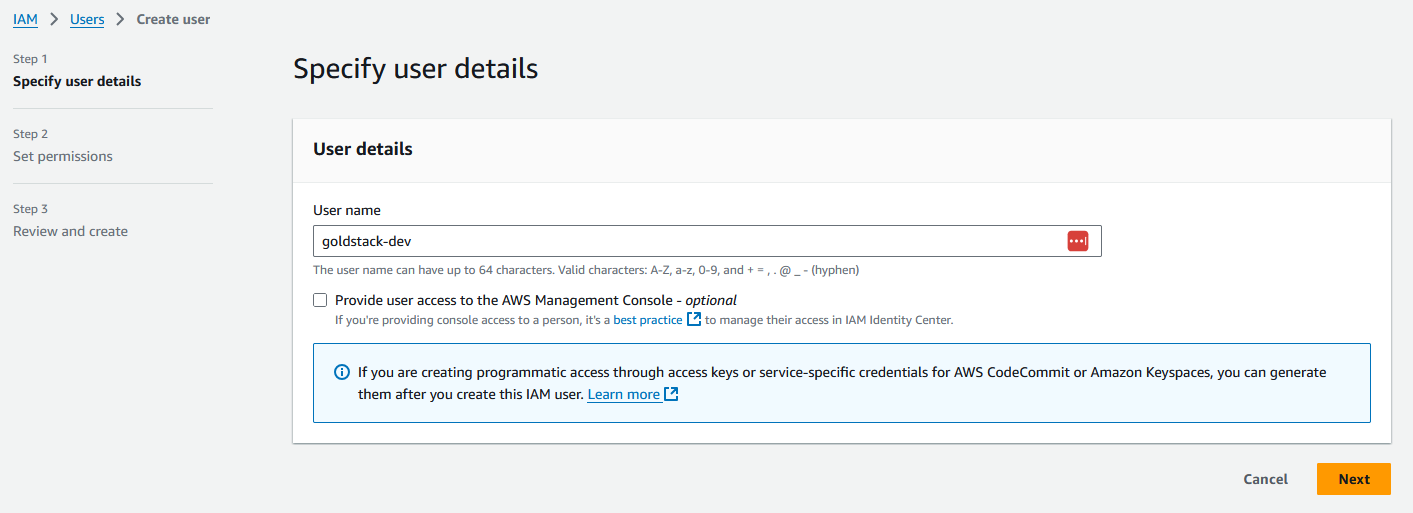 IAM > Users > Create user
Step 1
Specify user details
Step 2
Set permissions
Step 3
Review and create
Specify user details
User details
User name
goldstack-dev
The user name can have up to 64 characters. Valid characters: A-Z, a-z, 0-9, and + = , . @ _ - (hyphen)
Provide user access to the AWS Management Console - optional
If you're providing console access to a person, it's a best practice to manage their access in IAM Identity Center.
If you are creating programmatic access through access keys or service-specific credentials for AWS CodeCommit or Amazon Keyspaces, you can generate
them after you create this IAM user. Learn more
Cancel
Next